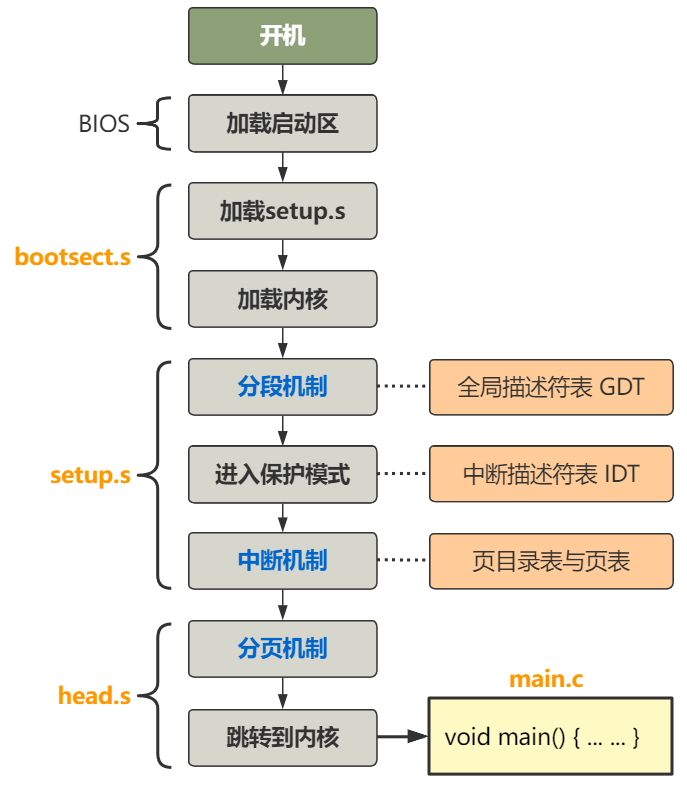 开机
BIOS
加载启动区
加载setup.s
bootsect.s
加载内核
分段机制
全局描述符表 GDT
setup.s
进入保护模式
中断描述符表 IDT
中断机制
页目录表与页表
分页机制
head.s
main.c
跳转到内核
void main() { ... ... }